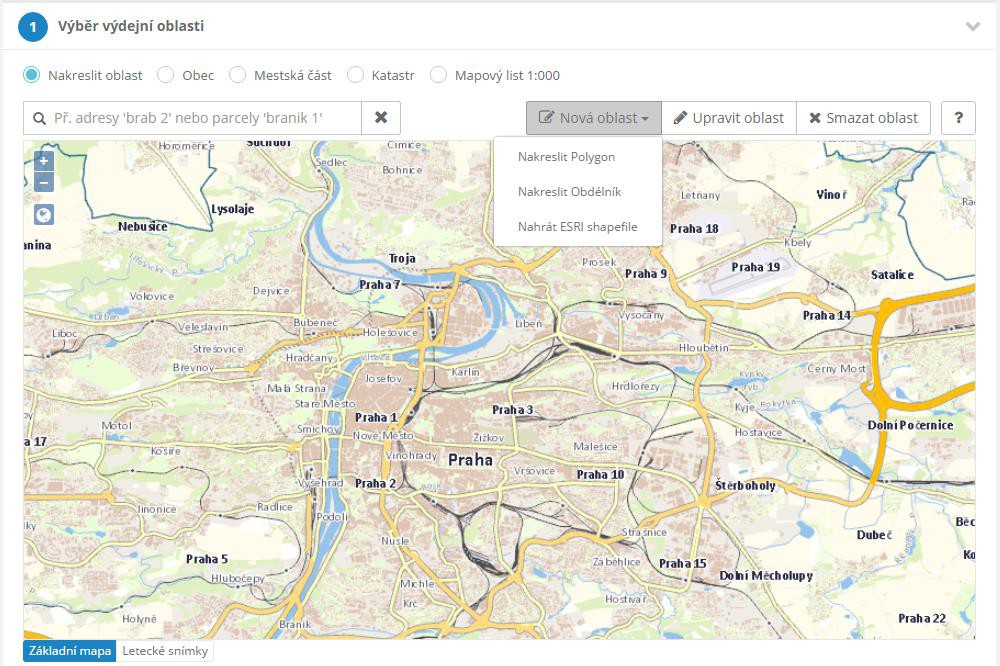 1 Výběr výdejní oblasti
Nakreslit oblast Obec Mestská část Katastr Mapový list 1:000
Př. adresy 'brab 2' nebo parcely 'branik 1' Nová oblast Upravit oblast Smazat oblast ?
Nakreslit Polygon
Nakreslit Obdélník
Nahrát ESRI shapefile
+
−
Horoměřice Suchdol Čimice
Sedlec Bohnice
Letňany Vinoř
Lysolaje
Nebušice Praha 18
Kbely
Troja Prosek Praha 9 Praha 19 Satalice
Dejvice Praha 7
Vokovice
Praha 14
Veleslavín Bubeneč Holešovice Libeň Vysočany
Liboc
Střešovice Hradčany Vltava Hloubětín
Břevnov Josefov Karlín Černý Most
Malá Strana Hrdlořezy
Staré Město Praha 1 Praha 3 Kyje Rokytka
Motol Smíchov Nové Město Žižkov Hostavice Dolní Počernice
a 17
Košíře Vinohrady Praha Malešice
Vršovice Praha 10
Vyšehrad Praha 2 Štěrboholy
Jinonice Radlice Podolí
Nusle Strašnice Dubeč
Praha 5 Záběhlice Praha 15
Hlubočepy Michle Dolní Měcholupy
Krč Hostivař
Holyně Braník Praha 22
Základní mapa Letecké snímky